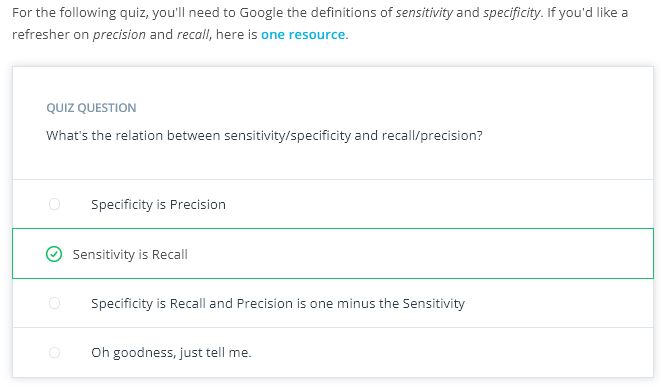 For the following quiz, you'll need to Google the definitions of sensitivity and specificity. If you'd like a
refresher on precision and recall, here is one resource.
QUIZ QUESTION
What's the relation between sensitivity/specificity and recall/precision?
Specificity is Precision
Sensitivity is Recall
Specificity is Recall and Precision is one minus the Sensitivity
Oh goodness, just tell me.